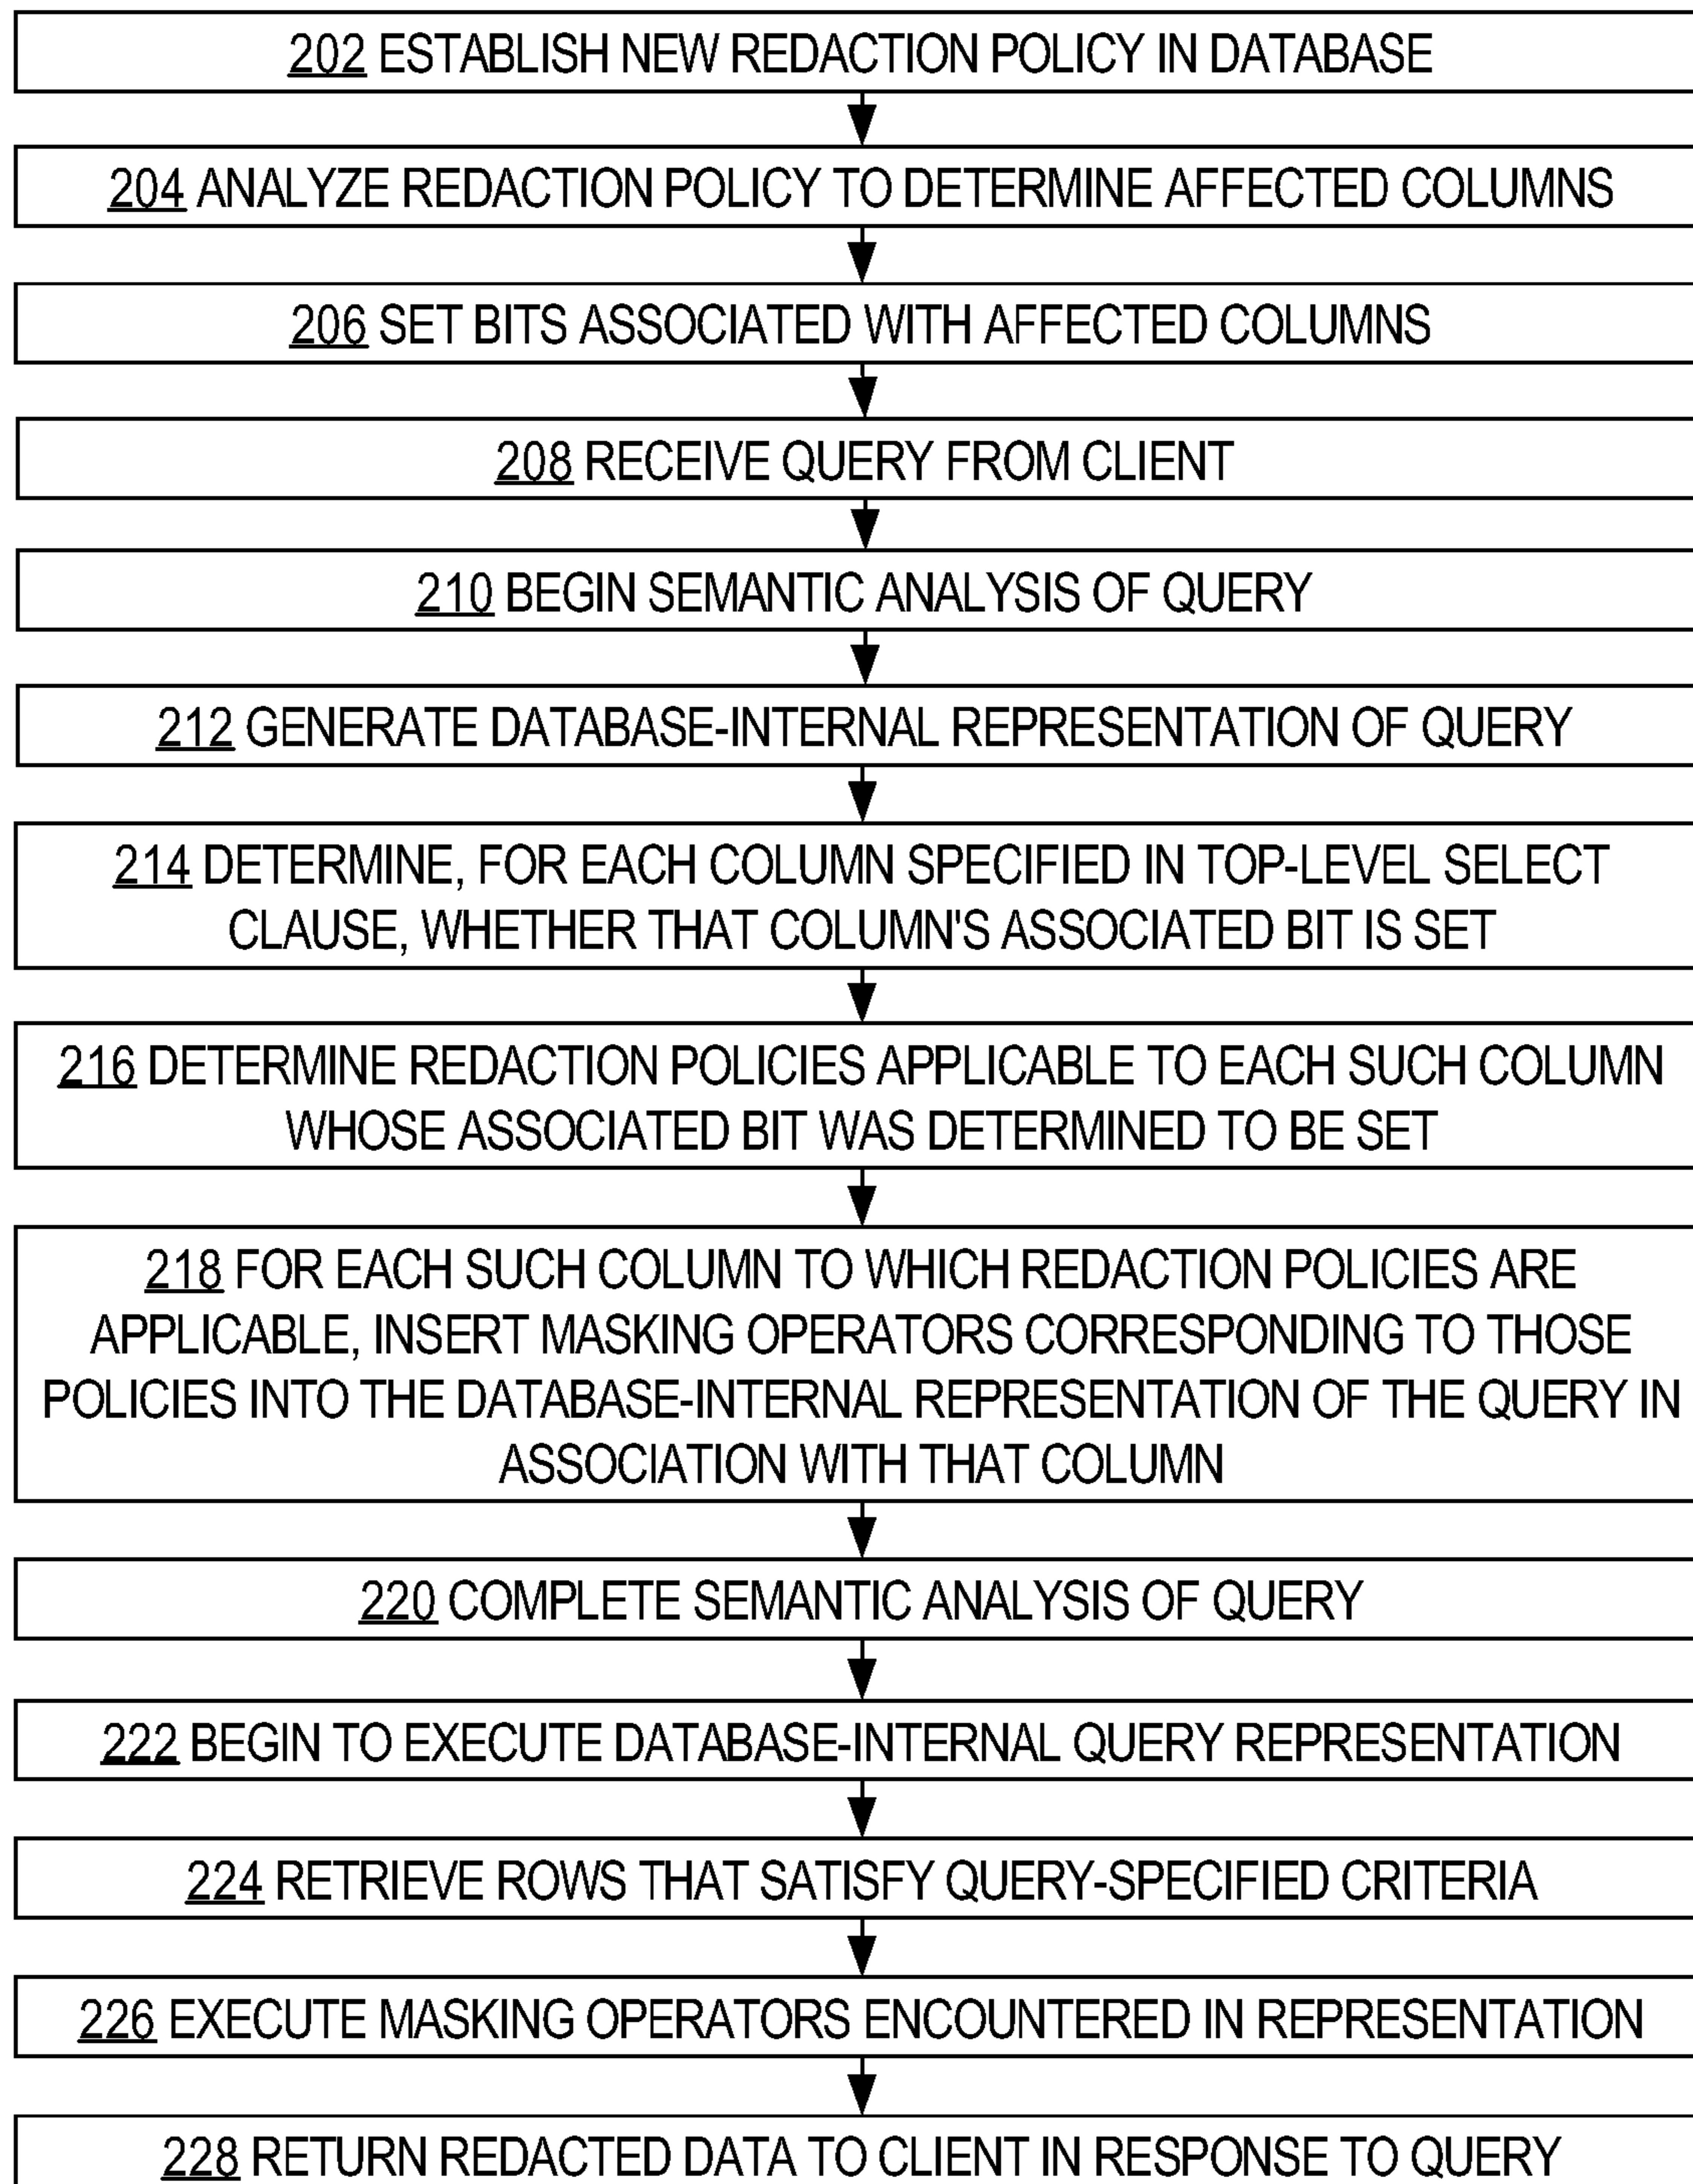 202 ESTABLISH NEW REDACTION POLICY IN DATABASE
204 ANALYZE REDACTION POLICY TO DETERMINE AFFECTED COLUMNS
206 SET BITS ASSOCIATED WITH AFFECTED COLUMNS
208 RECEIVE QUERY FROM CLIENT
210 BEGIN SEMANTIC ANALYSIS OF QUERY
212 GENERATE DATABASE-INTERNAL REPRESENTATION OF QUERY
214 DETERMINE, FOR EACH COLUMN SPECIFIED IN TOP-LEVEL SELECT
CLAUSE, WHETHER THAT COLUMN'S ASSOCIATED BIT IS SET
216 DETERMINE REDACTION POLICIES APPLICABLE TO EACH SUCH COLUMN
WHOSE ASSOCIATED BIT WAS DETERMINED TO BE SET
218 FOR EACH SUCH COLUMN TO WHICH REDACTION POLICIES ARE
APPLICABLE, INSERT MASKING OPERATORS CORRESPONDING TO THOSE
POLICIES INTO THE DATABASE-INTERNAL REPRESENTATION OF THE QUERY IN
ASSOCIATION WITH THAT COLUMN
220 COMPLETE SEMANTIC ANALYSIS OF QUERY
222 BEGIN TO EXECUTE DATABASE-INTERNAL QUERY REPRESENTATION
224 RETRIEVE ROWS THAT SATISFY QUERY-SPECIFIED CRITERIA
226 EXECUTE MASKING OPERATORS ENCOUNTERED IN REPRESENTATION
228 RETURN REDACTED DATA TO CLIENT IN RESPONSE TO QUERY